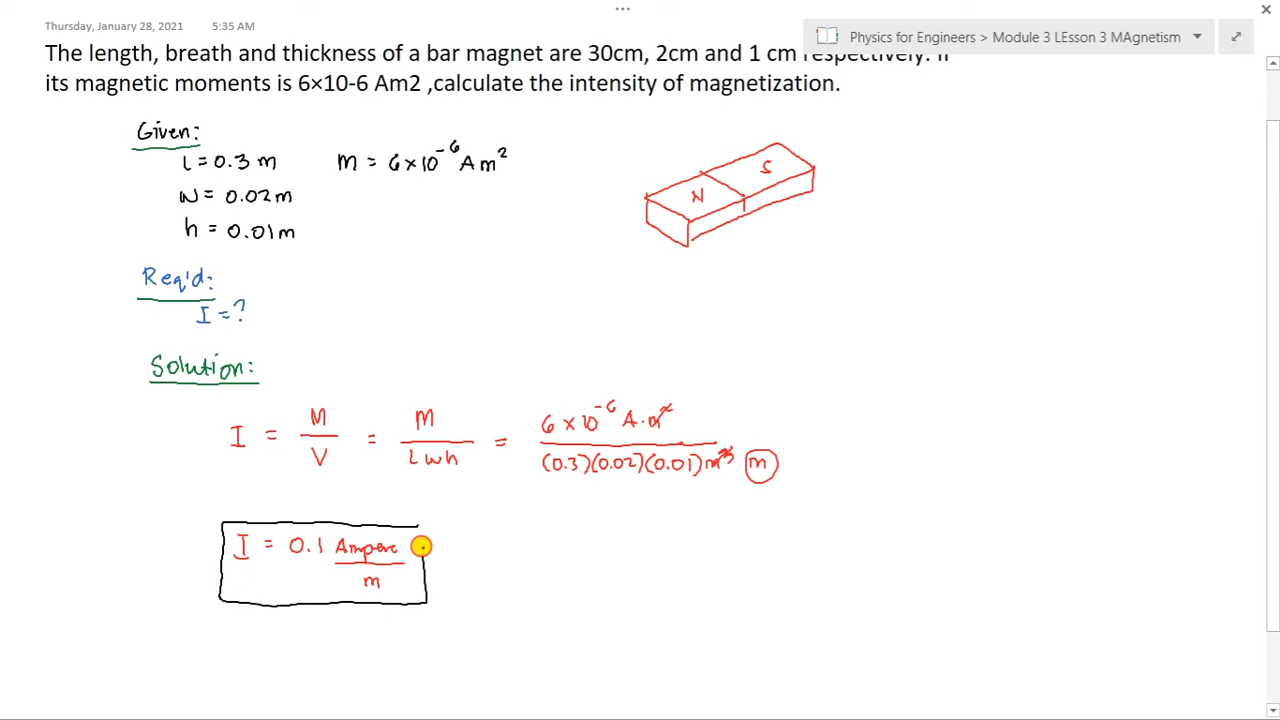 Thursday, January 28, 2021 5:35 AM
Physics for Engineers > Module 3 LEsson 3 MAgnetism
The length, breath and thickness of a bar magnet are 30cm, 2cm and 1 cm respectively. If
its magnetic moments is 6×10-6 Am2 ,calculate the intensity of magnetization.
Given:
l = 0.3 m M = 6×10⁻⁶ Am²
W = 0.02m
h = 0.01m
N S
Req'd:
I = ?
Solution:
I = M/V = M/Lwh = 6 × 10⁻⁶ A·m² / (0.3)(0.02)(0.01)m³ m
I = 0.1 Ampere/m